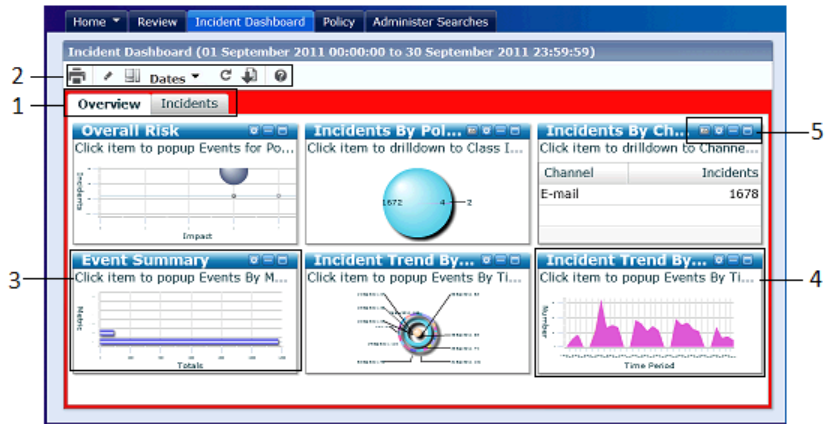 Home Review Incident Dashboard Policy Administer Searches
Incident Dashboard (01 September 2011 00:00:00 to 30 September 2011 23:59:59)
2 Dates
1 Overview Incidents
Overall Risk Incidents By Pol... Incidents By Ch... 5
Click item to popup Events for Po... Click item to drilldown to Class I... Click item to drilldown to Channe...
Channel Incidents
E-mail 1678
Incidents
1672 4 2
Impact
Event Summary Incident Trend By... Incident Trend By...
3 Click item to popup Events By M... Click item to popup Events By Ti... Click item to popup Events By Ti... 4
Metric
Number
Totals
Time Period